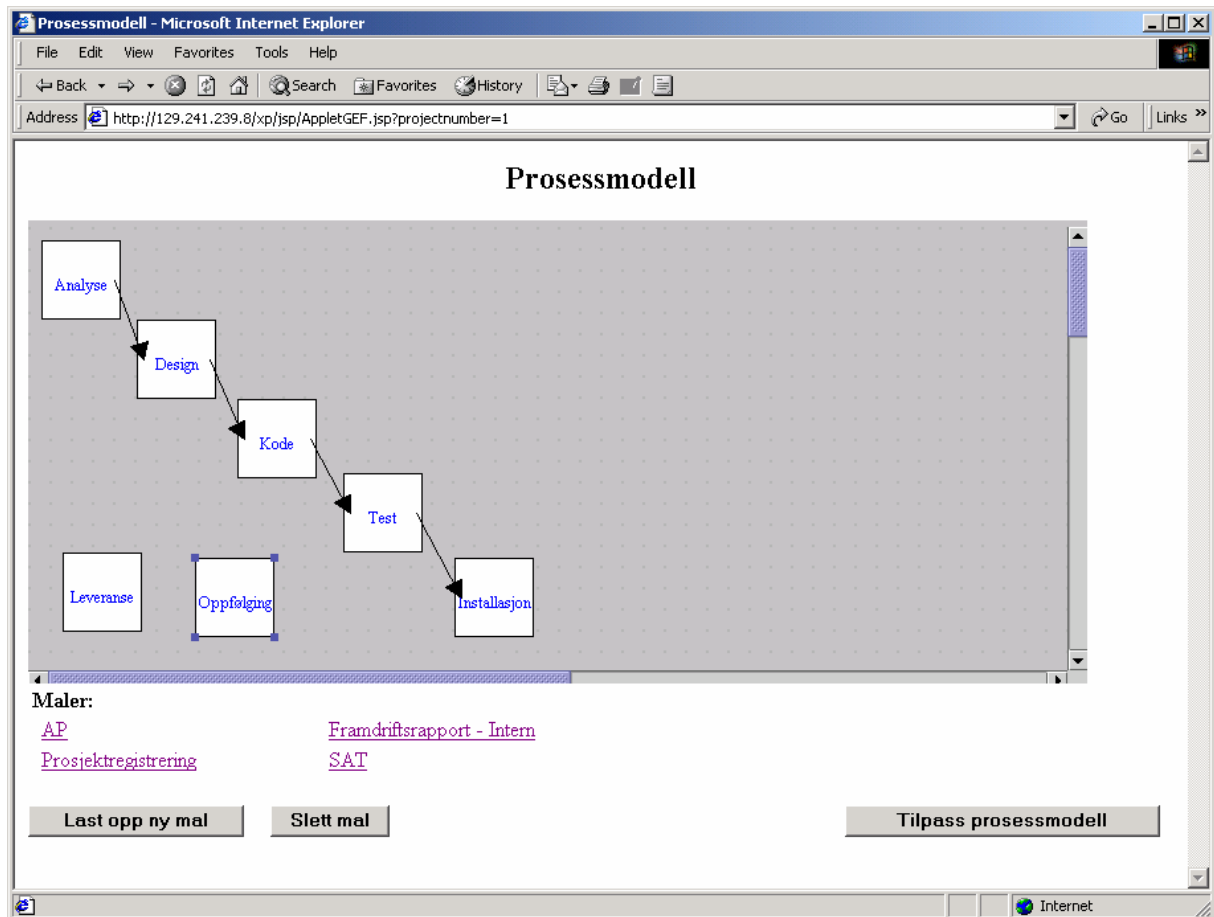 Prosessmodell - Microsoft Internet Explorer
File Edit View Favorites Tools Help
Back Search Favorites History
Address http://129.241.239.8/xp/jsp/AppletGEF.jsp?projectnumber=1 Go Links »
Prosessmodell
Analyse
Design
Kode
Test
Leveranse Oppfølging Installasjon
Maler:
AP Framdriftsrapport - Intern
Prosjektregistrering SAT
Last opp ny mal Slett mal Tilpass prosessmodell
Internet